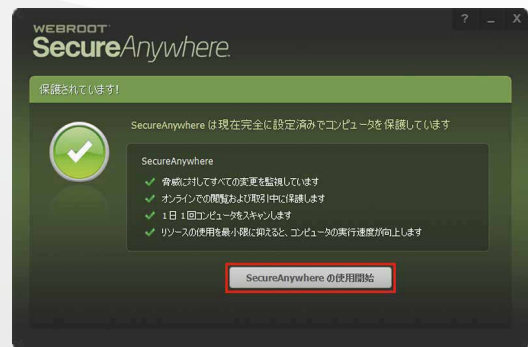 WEBROOT
SecureAnywhere.
? _ X
保護されています!
SecureAnywhere は現在完全に設定済みでコンピュータを保護しています
SecureAnywhere
脅威に対してすべての変更を監視しています
オンラインでの閲覧および取引中に保護します
1日1回コンピュータをスキャンします
リソースの使用を最小限に抑えると、コンピュータの実行速度が向上します
SecureAnywhere の使用開始